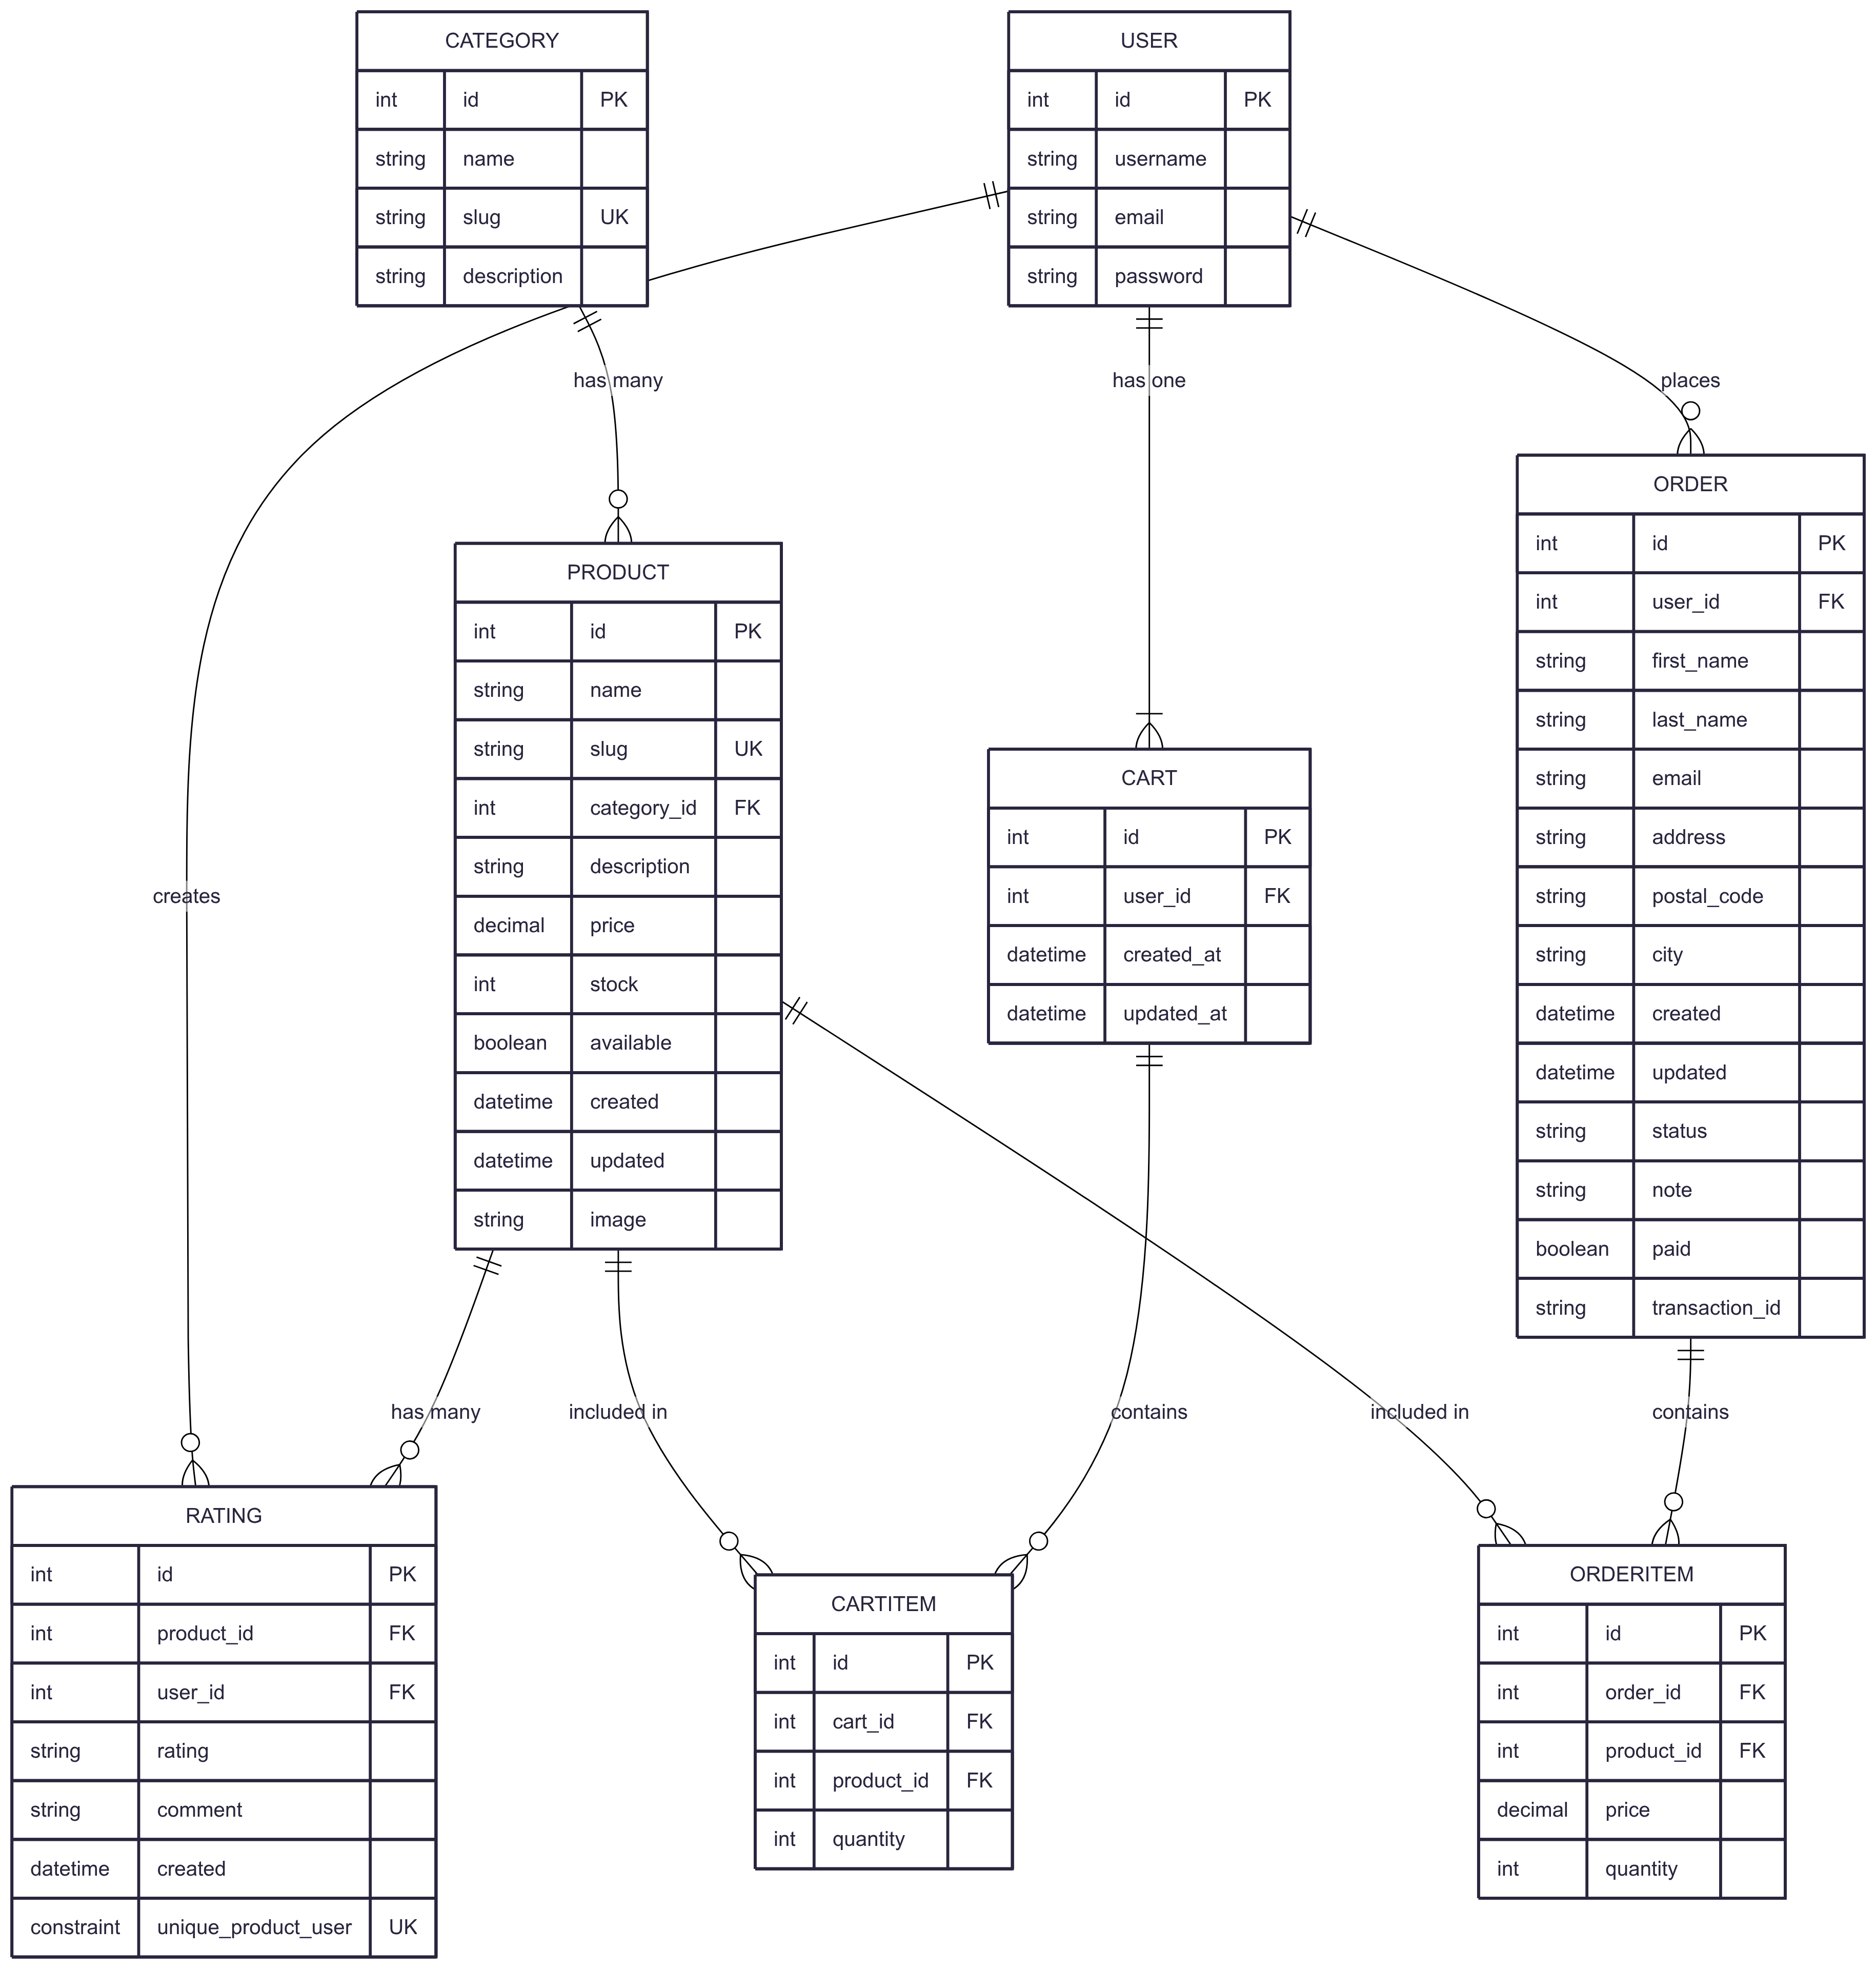 CATEGORY
int id PK
string name
string slug UK
string description
USER
int id PK
string username
string email
string password
has many
has one
places
ORDER
int id PK
int user_id FK
string first_name
string last_name
string email
string address
string postal_code
string city
datetime created
datetime updated
string status
string note
boolean paid
string transaction_id
PRODUCT
int id PK
string name
string slug UK
int category_id FK
string description
decimal price
int stock
boolean available
datetime created
datetime updated
string image
CART
int id PK
int user_id FK
datetime created_at
datetime updated_at
creates
has many
included in
contains
included in
contains
RATING
int id PK
int product_id FK
int user_id FK
string rating
string comment
datetime created
constraint unique_product_user UK
CARTITEM
int id PK
int cart_id FK
int product_id FK
int quantity
ORDERITEM
int id PK
int order_id FK
int product_id FK
decimal price
int quantity